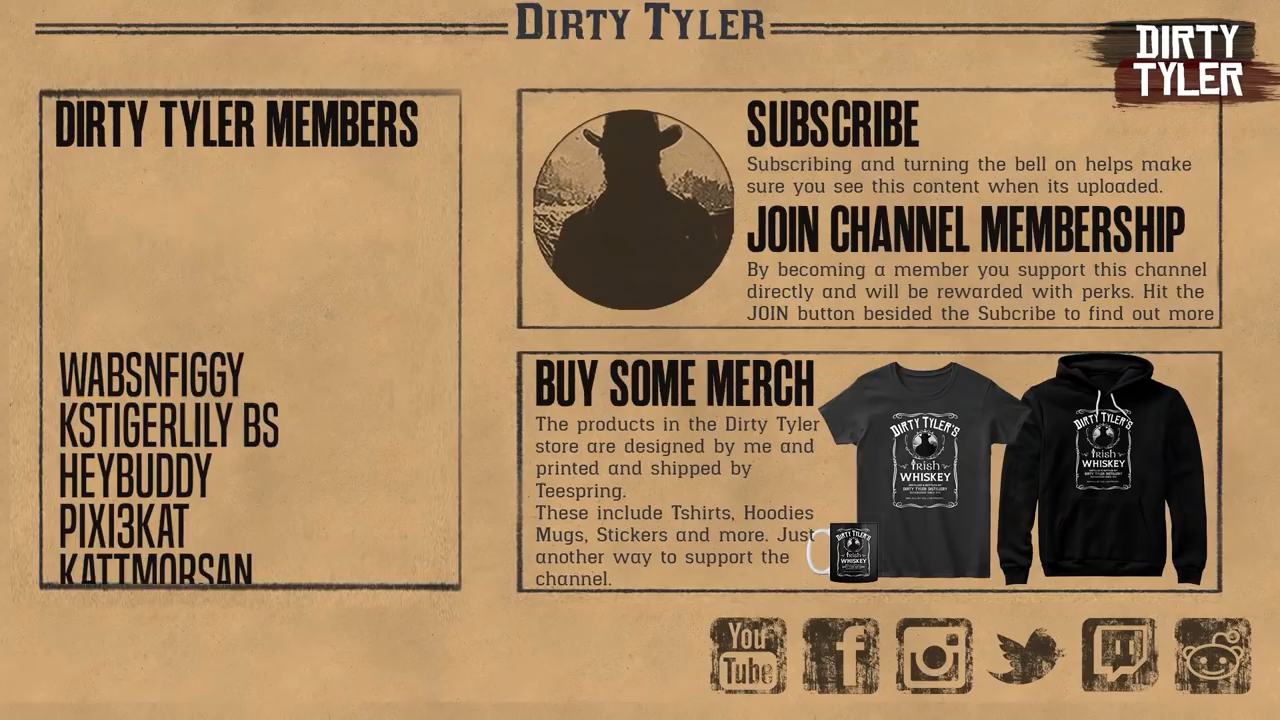 DIRTY TYLER
DIRTY
TYLER
DIRTY TYLER MEMBERS
WABSNFIGGY
KSTIGERLILY BS
HEYBUDDY
PIXI3KAT
KATTMORSAN
SUBSCRIBE
Subscribing and turning the bell on helps make
sure you see this content when its uploaded.
JOIN CHANNEL MEMBERSHIP
By becoming a member you support this channel
directly and will be rewarded with perks. Hit the
JOIN button besided the Subcribe to find out more
BUY SOME MERCH
The products in the Dirty Tyler
store are designed by me and
printed and shipped by
Teespring.
These include Tshirts, Hoodies
Mugs, Stickers and more. Just
another way to support the
channel.
DIRTY TYLER'S
Irish
WHISKEY
DIRTY TYLER'S
Irish
WHISKEY
DIRTY TYLER'S
Irish
WHISKEY
You
Tube